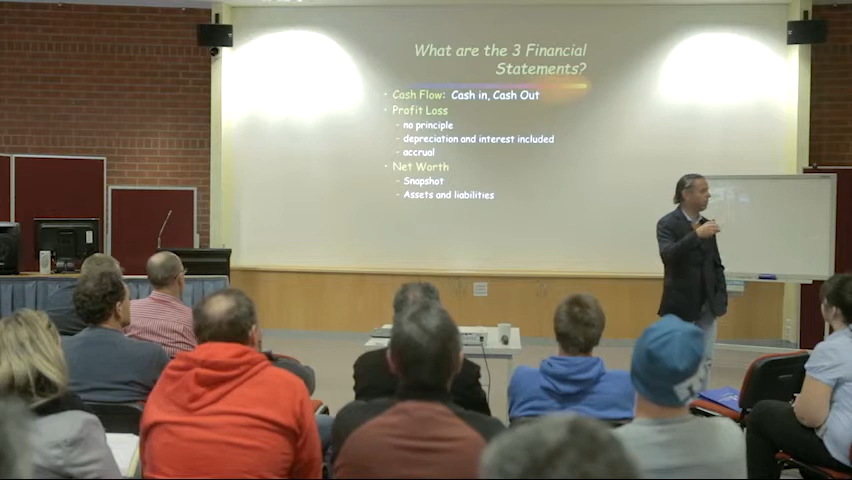 What are the 3 Financial
Statements?
• Cash Flow: Cash in, Cash Out
• Profit Loss
– no principle
– depreciation and interest included
– accrual
• Net Worth
– Snapshot
– Assets and liabilities